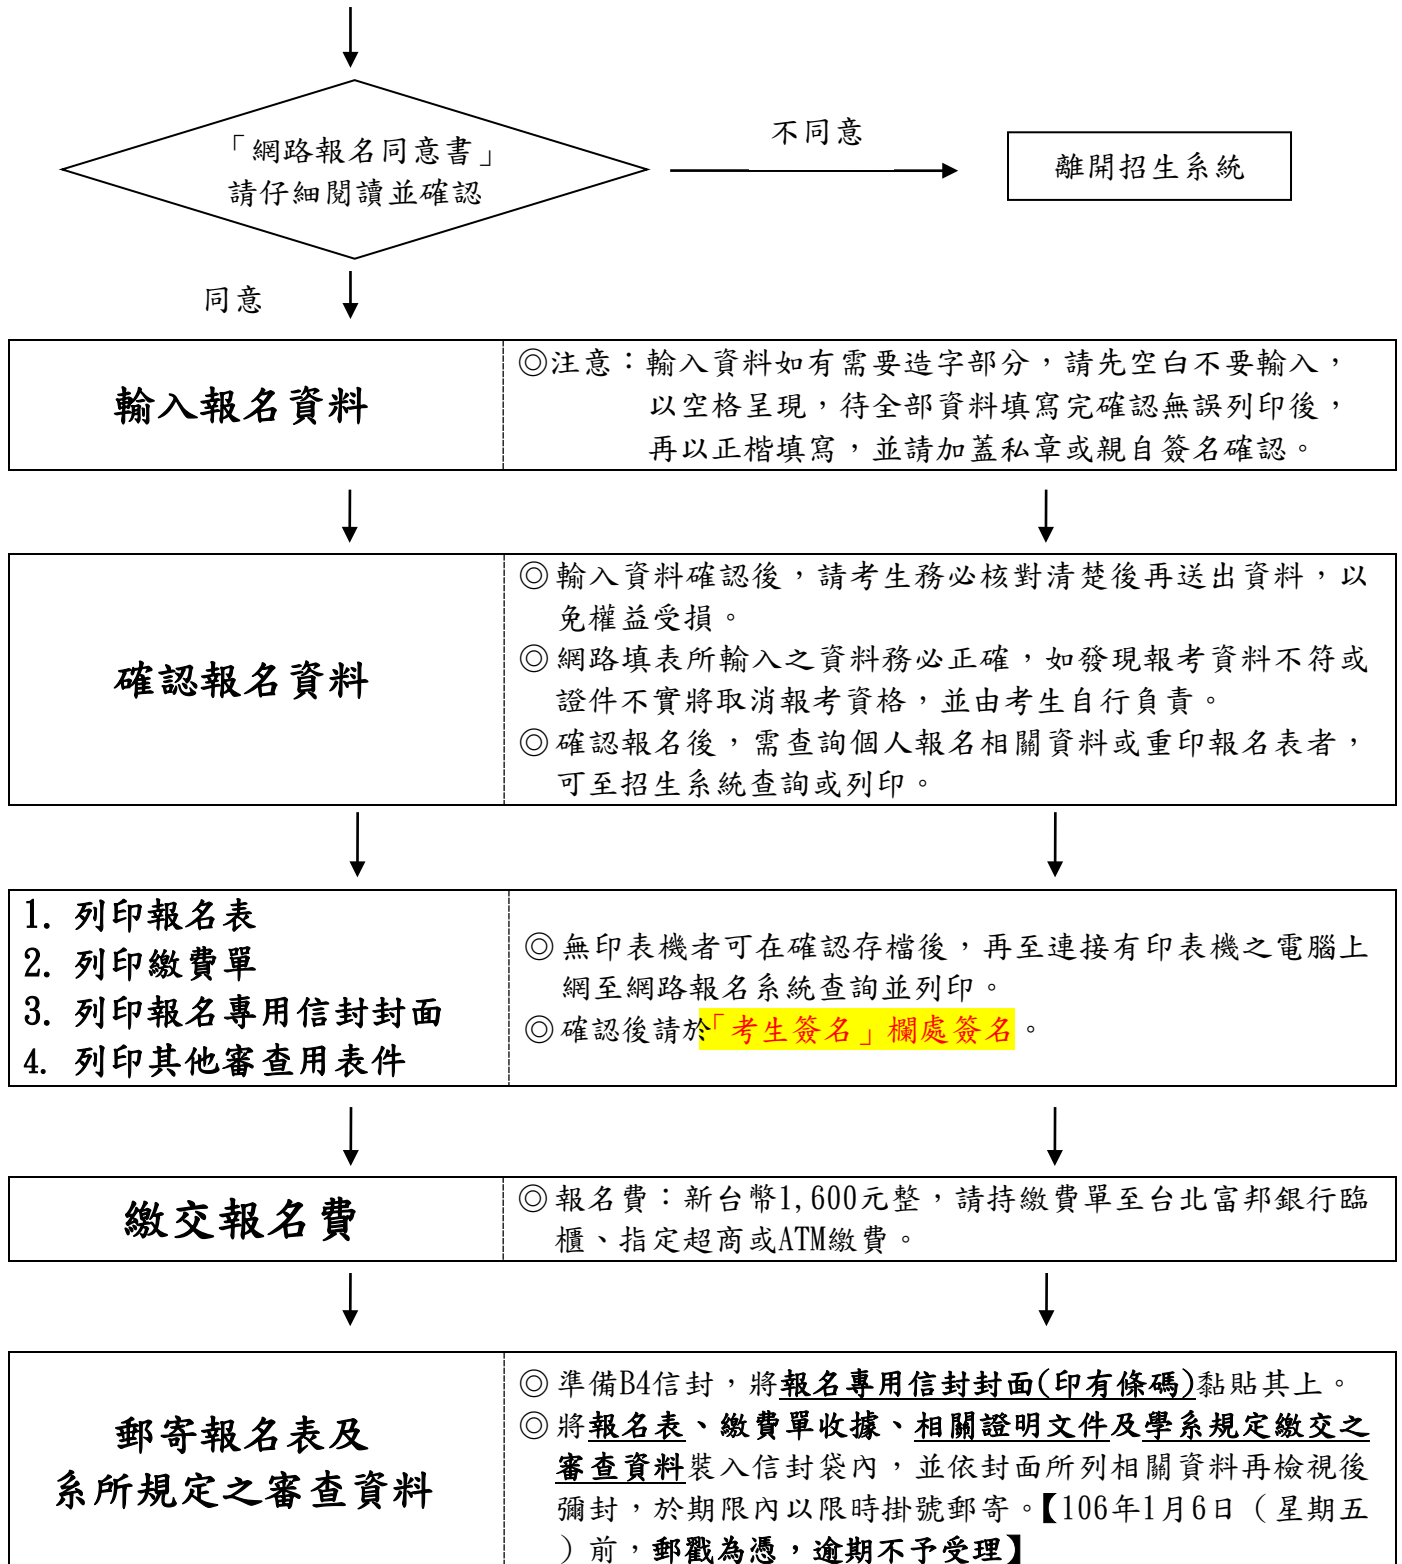 「網路報名同意書」
請仔細閱讀並確認
不同意
離開招生系統
同意
輸入報名資料
◎注意：輸入資料如有需要造字部分，請先空白不要輸入，
以空格呈現，待全部資料填寫完確認無誤列印後，
再以正楷填寫，並請加蓋私章或親自簽名確認。
確認報名資料
◎輸入資料確認後，請考生務必核對清楚後再送出資料，以
免權益受損。
◎網路填表所輸入之資料務必正確，如發現報考資料不符或
證件不實將取消報考資格，並由考生自行負責。
◎確認報名後，需查詢個人報名相關資料或重印報名表者，
可至招生系統查詢或列印。
1. 列印報名表
2. 列印繳費單
3. 列印報名專用信封封面
4. 列印其他審查用表件
◎無印表機者可在確認存檔後，再至連接有印表機之電腦上
網至網路報名系統查詢並列印。
◎確認後請於「考生簽名」欄處簽名。
繳交報名費
◎報名費：新台幣1,600元整，請持繳費單至台北富邦銀行臨
櫃、指定超商或ATM繳費。
郵寄報名表及
系所規定之審查資料
◎準備B4信封，將報名專用信封封面(印有條碼)黏貼其上。
◎將報名表、繳費單收據、相關證明文件及學系規定繳交之
審查資料裝入信封袋內，並依封面所列相關資料再檢視後
彌封，於期限內以限時掛號郵寄。【106年1月6日（星期五
）前，郵戳為憑，逾期不予受理】